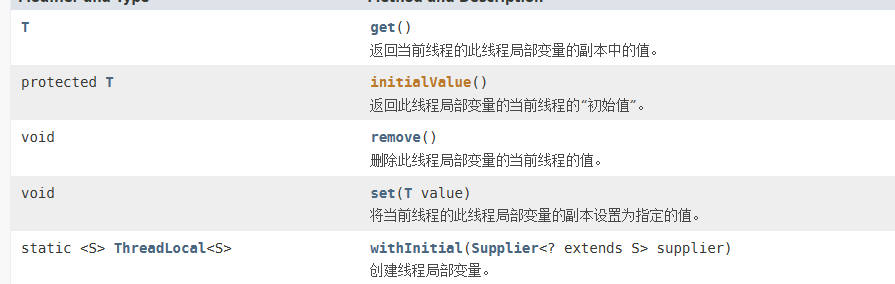 Modifier and Type Method and Description
T get()
返回当前线程的此线程局部变量的副本中的值。
protected T initialValue()
返回此线程局部变量的当前线程的“初始值”。
void remove()
删除此线程局部变量的当前线程的值。
void set(T value)
将当前线程的此线程局部变量的副本设置为指定的值。
static <S> ThreadLocal<S> withInitial(Supplier<? extends S> supplier)
创建线程局部变量。